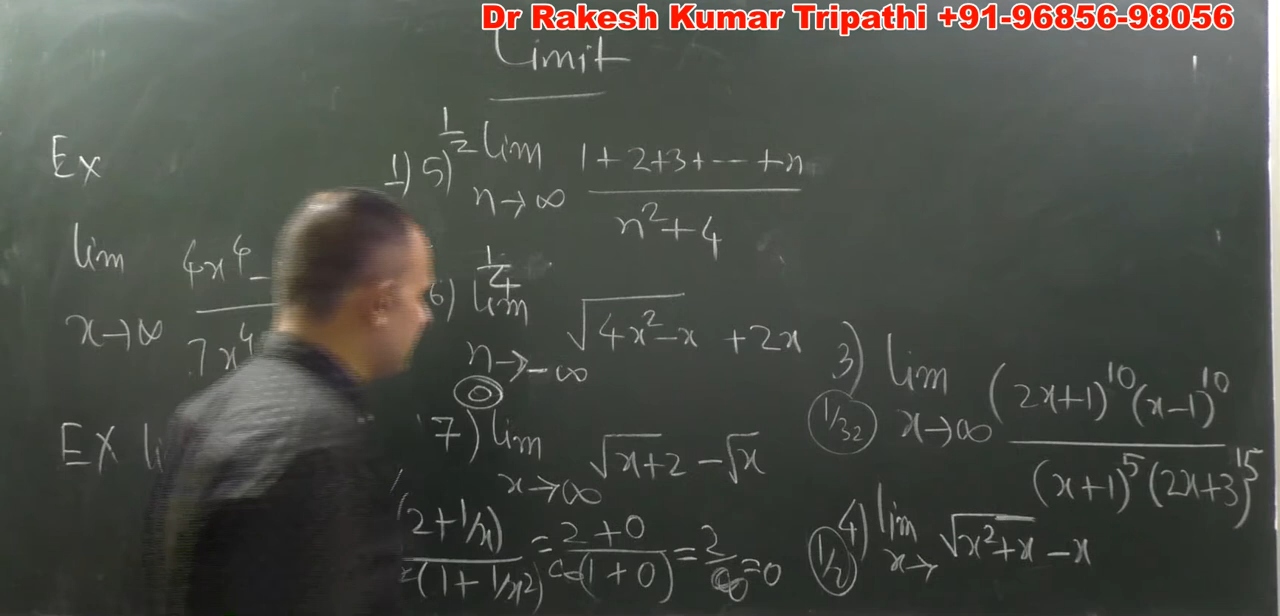 Dr Rakesh Kumar Tripathi +91-96856-98056
Limit
Ex
lim x→∞ 4x⁴ - / 7x⁴
EX li
1) 5) 1/2 lim n→∞ 1+2+3+---+n / n²+4
6) 1/4 lim n→-∞ √4x²-x +2x
0
7) lim x→∞ √x+2 - √x
(2+1/x) / (1+1/x²) = 2+0 / (1+0) = 2/∞ = 0
3) lim x→∞ (2x+1)¹⁰(x-1)¹⁰ / (x+1)⁵(2x+3)¹⁵
1/32
4) lim x→ √x²+x - x
1/2